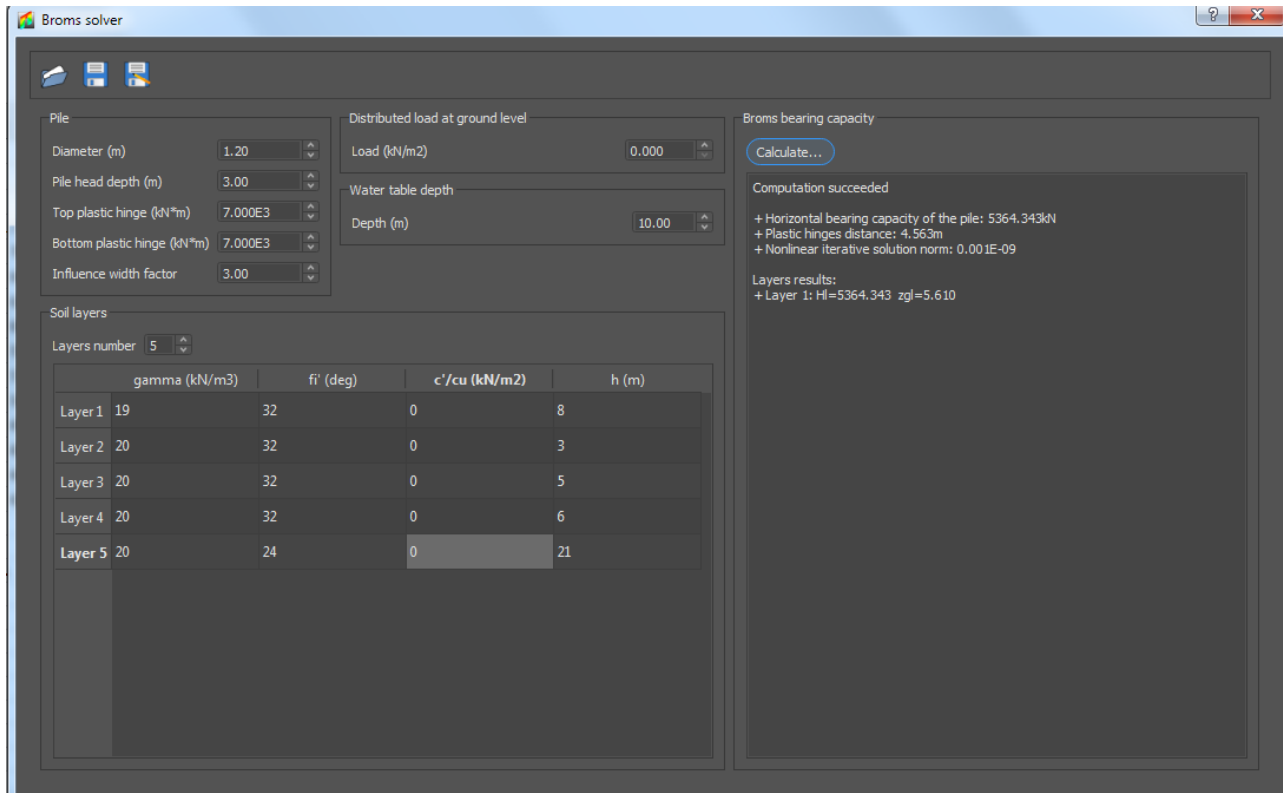 Broms solver
Pile
Diameter (m) 1.20
Pile head depth (m) 3.00
Top plastic hinge (kN*m) 7.000E3
Bottom plastic hinge (kN*m) 7.000E3
Influence width factor 3.00
Distributed load at ground level
Load (kN/m2) 0.000
Water table depth
Depth (m) 10.00
Broms bearing capacity
Calculate...
Computation succeeded
+ Horizontal bearing capacity of the pile: 5364.343kN
+ Plastic hinges distance: 4.563m
+ Nonlinear iterative solution norm: 0.001E-09
Layers results:
+ Layer 1: Hl=5364.343 zgl=5.610
Soil layers
Layers number 5
gamma (kN/m3) fi' (deg) c'/cu (kN/m2) h (m)
Layer 1 19 32 0 8
Layer 2 20 32 0 3
Layer 3 20 32 0 5
Layer 4 20 32 0 6
Layer 5 20 24 0 21